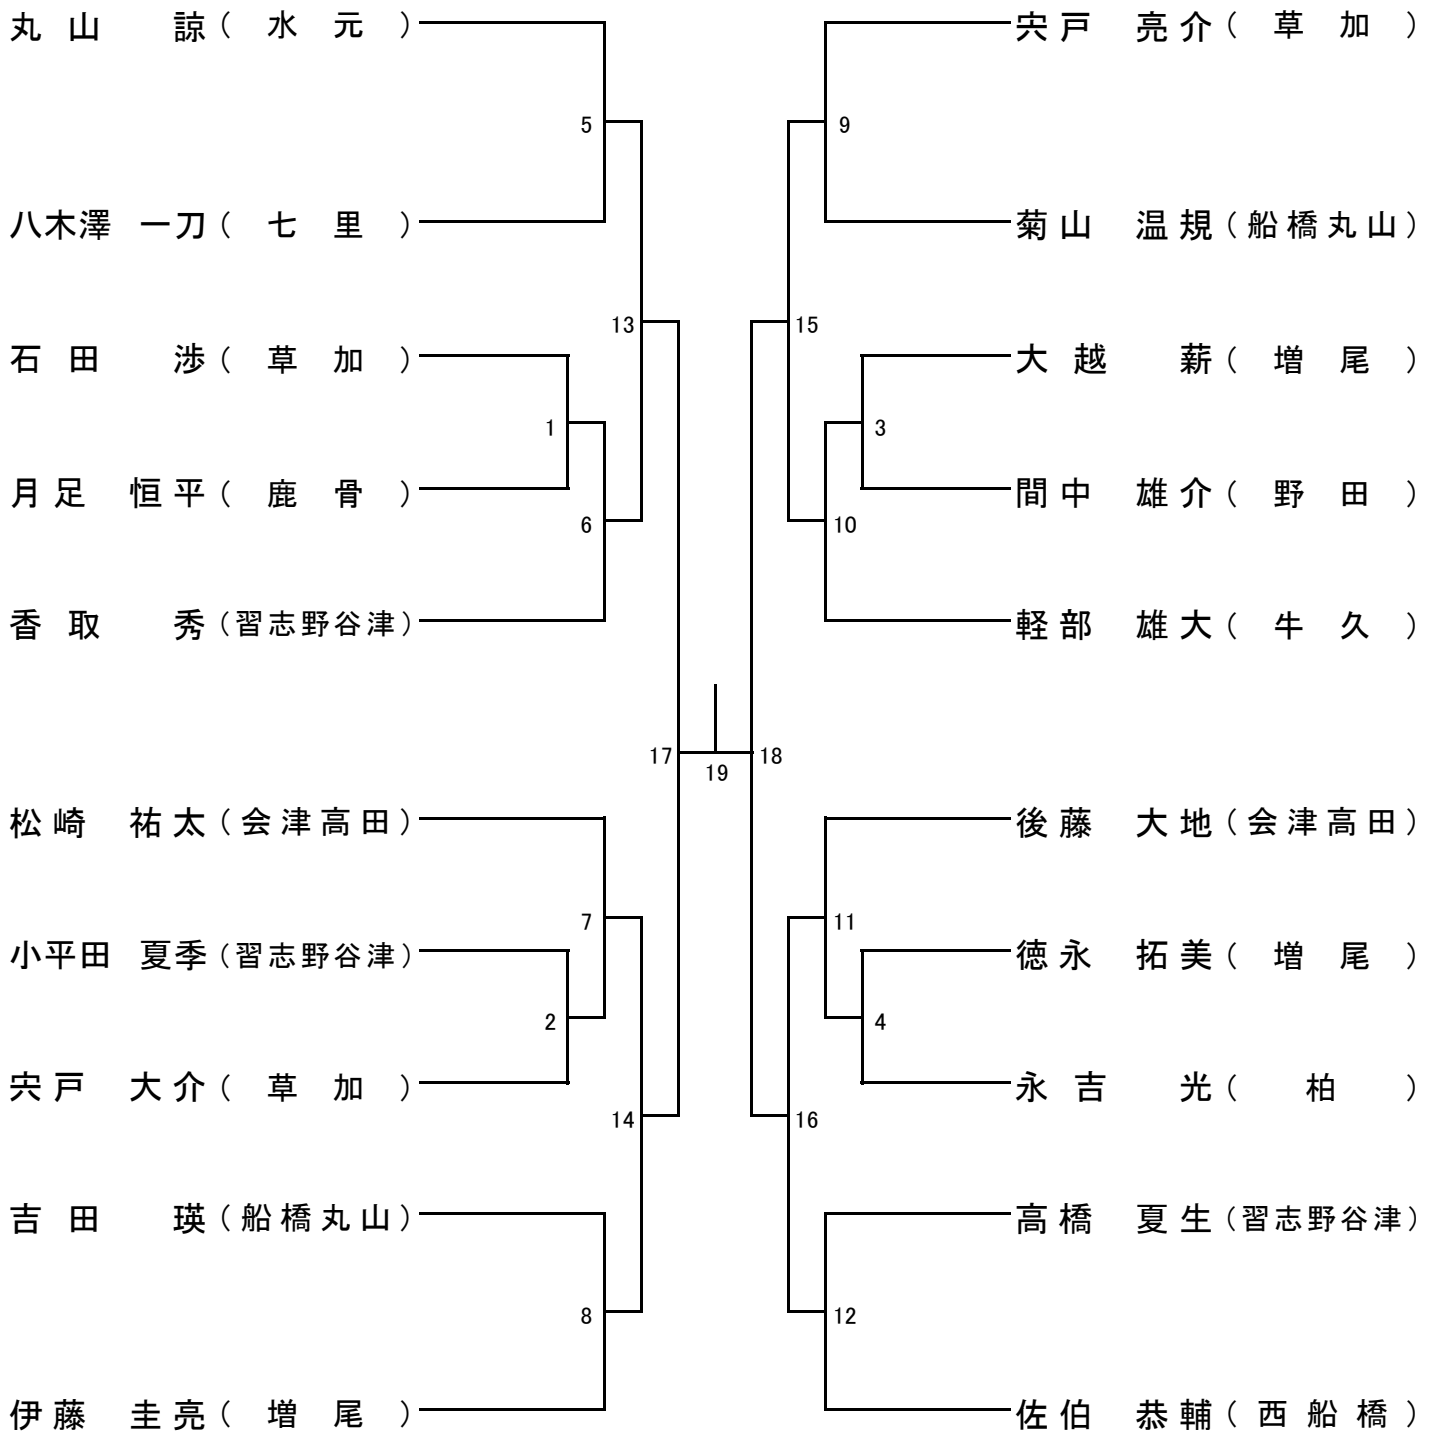 丸山 諒（水元）
5
八木澤 一刀（七里）
13
石田 渉（草加）
1
月足 恒平（鹿骨）
6
香取 秀（習志野谷津）
17
松崎 祐太（会津高田）
7
小平田 夏季（習志野谷津）
2
宍戸 大介（草加）
14
吉田 瑛（船橋丸山）
8
伊藤 圭亮（増尾）
19
宍戸 亮介（草加）
9
菊山 温規（船橋丸山）
15
大越 薪（増尾）
3
間中 雄介（野田）
10
軽部 雄大（牛久）
18
後藤 大地（会津高田）
11
徳永 拓美（増尾）
4
永吉 光（柏）
16
高橋 夏生（習志野谷津）
12
佐伯 恭輔（西船橋）